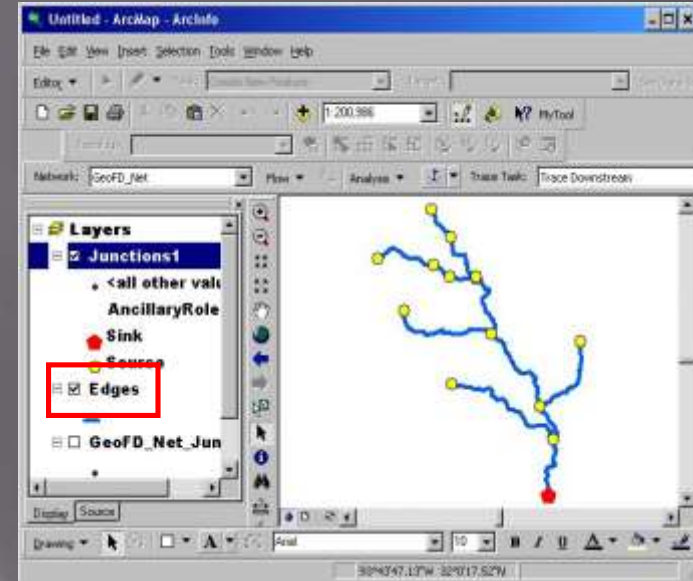 Untitled - ArcMap - ArcInfo
File Edit View Insert Selection Tools Window Help
Editor
1:200,986 MyTool
Network: GeoFD_Net Flow Analysis Trace Task: Trace Downstream
Layers
Junctions1
<all other valu
AncillaryRole
Sink
Source
Edges
GeoFD_Net_Jun
Display Source
Drawing A Arial 10 B I U A